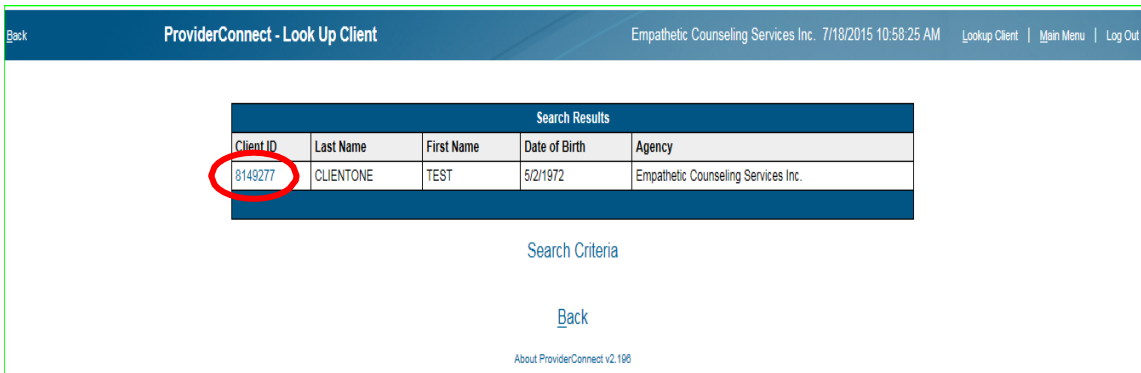 Back ProviderConnect - Look Up Client Empathetic Counseling Services Inc. 7/18/2015 10:58:25 AM Lookup Client | Main Menu | Log Out
Search Results
Client ID Last Name First Name Date of Birth Agency
8149277 CLIENTONE TEST 5/2/1972 Empathetic Counseling Services Inc.
Search Criteria
Back
About ProviderConnect v2.196